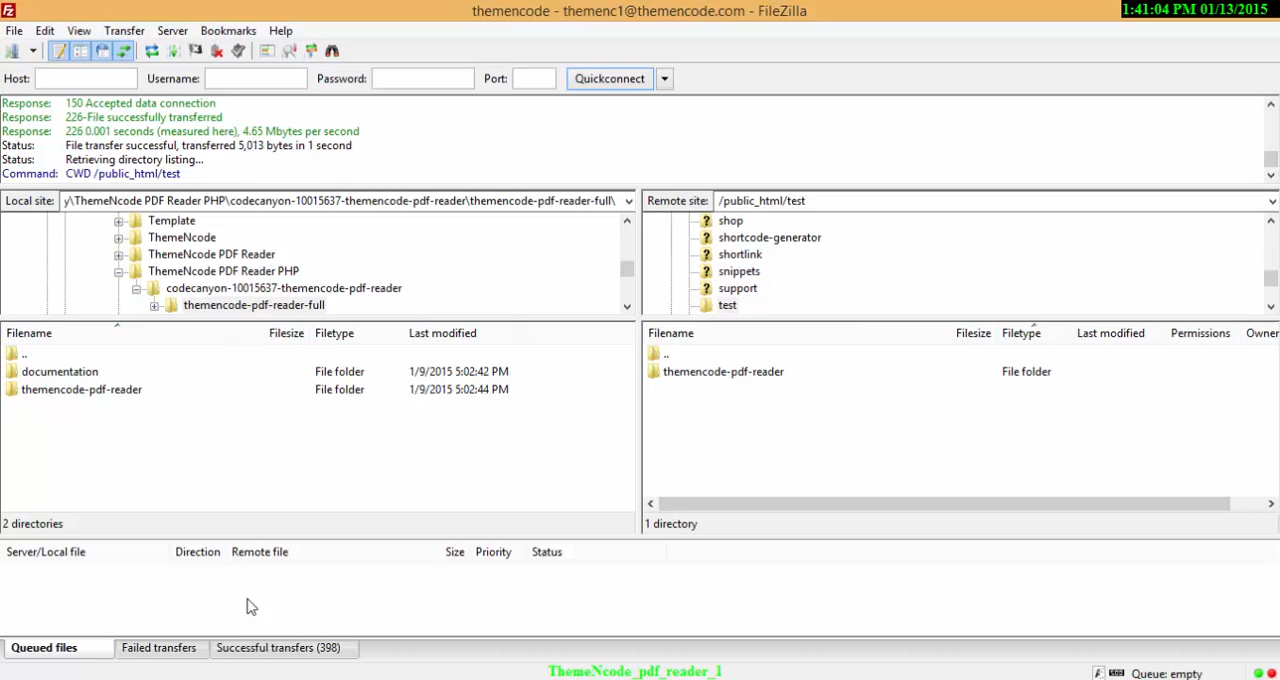 themencode - themenc1@themencode.com - FileZilla
1:41:04 PM 01/13/2015
File Edit View Transfer Server Bookmarks Help
Host: Username: Password: Port: Quickconnect
Response: 150 Accepted data connection
Response: 226-File successfully transferred
Response: 226 0.001 seconds (measured here), 4.65 Mbytes per second
Status: File transfer successful, transferred 5,013 bytes in 1 second
Status: Retrieving directory listing...
Command: CWD /public_html/test
Local site: y\ThemeNcode PDF Reader PHP\codecanyon-10015637-themencode-pdf-reader\themencode-pdf-reader-full\
Template
ThemeNcode
ThemeNcode PDF Reader
ThemeNcode PDF Reader PHP
codecanyon-10015637-themencode-pdf-reader
themencode-pdf-reader-full
Remote site: /public_html/test
? shop
? shortcode-generator
? shortlink
? snippets
? support
test
Filename Filesize Filetype Last modified
..
documentation File folder 1/9/2015 5:02:42 PM
themencode-pdf-reader File folder 1/9/2015 5:02:44 PM
2 directories
Filename Filesize Filetype Last modified Permissions Owner
..
themencode-pdf-reader File folder
1 directory
Server/Local file Direction Remote file Size Priority Status
Queued files Failed transfers Successful transfers (398)
ThemeNcode_pdf_reader_1
Queue: empty